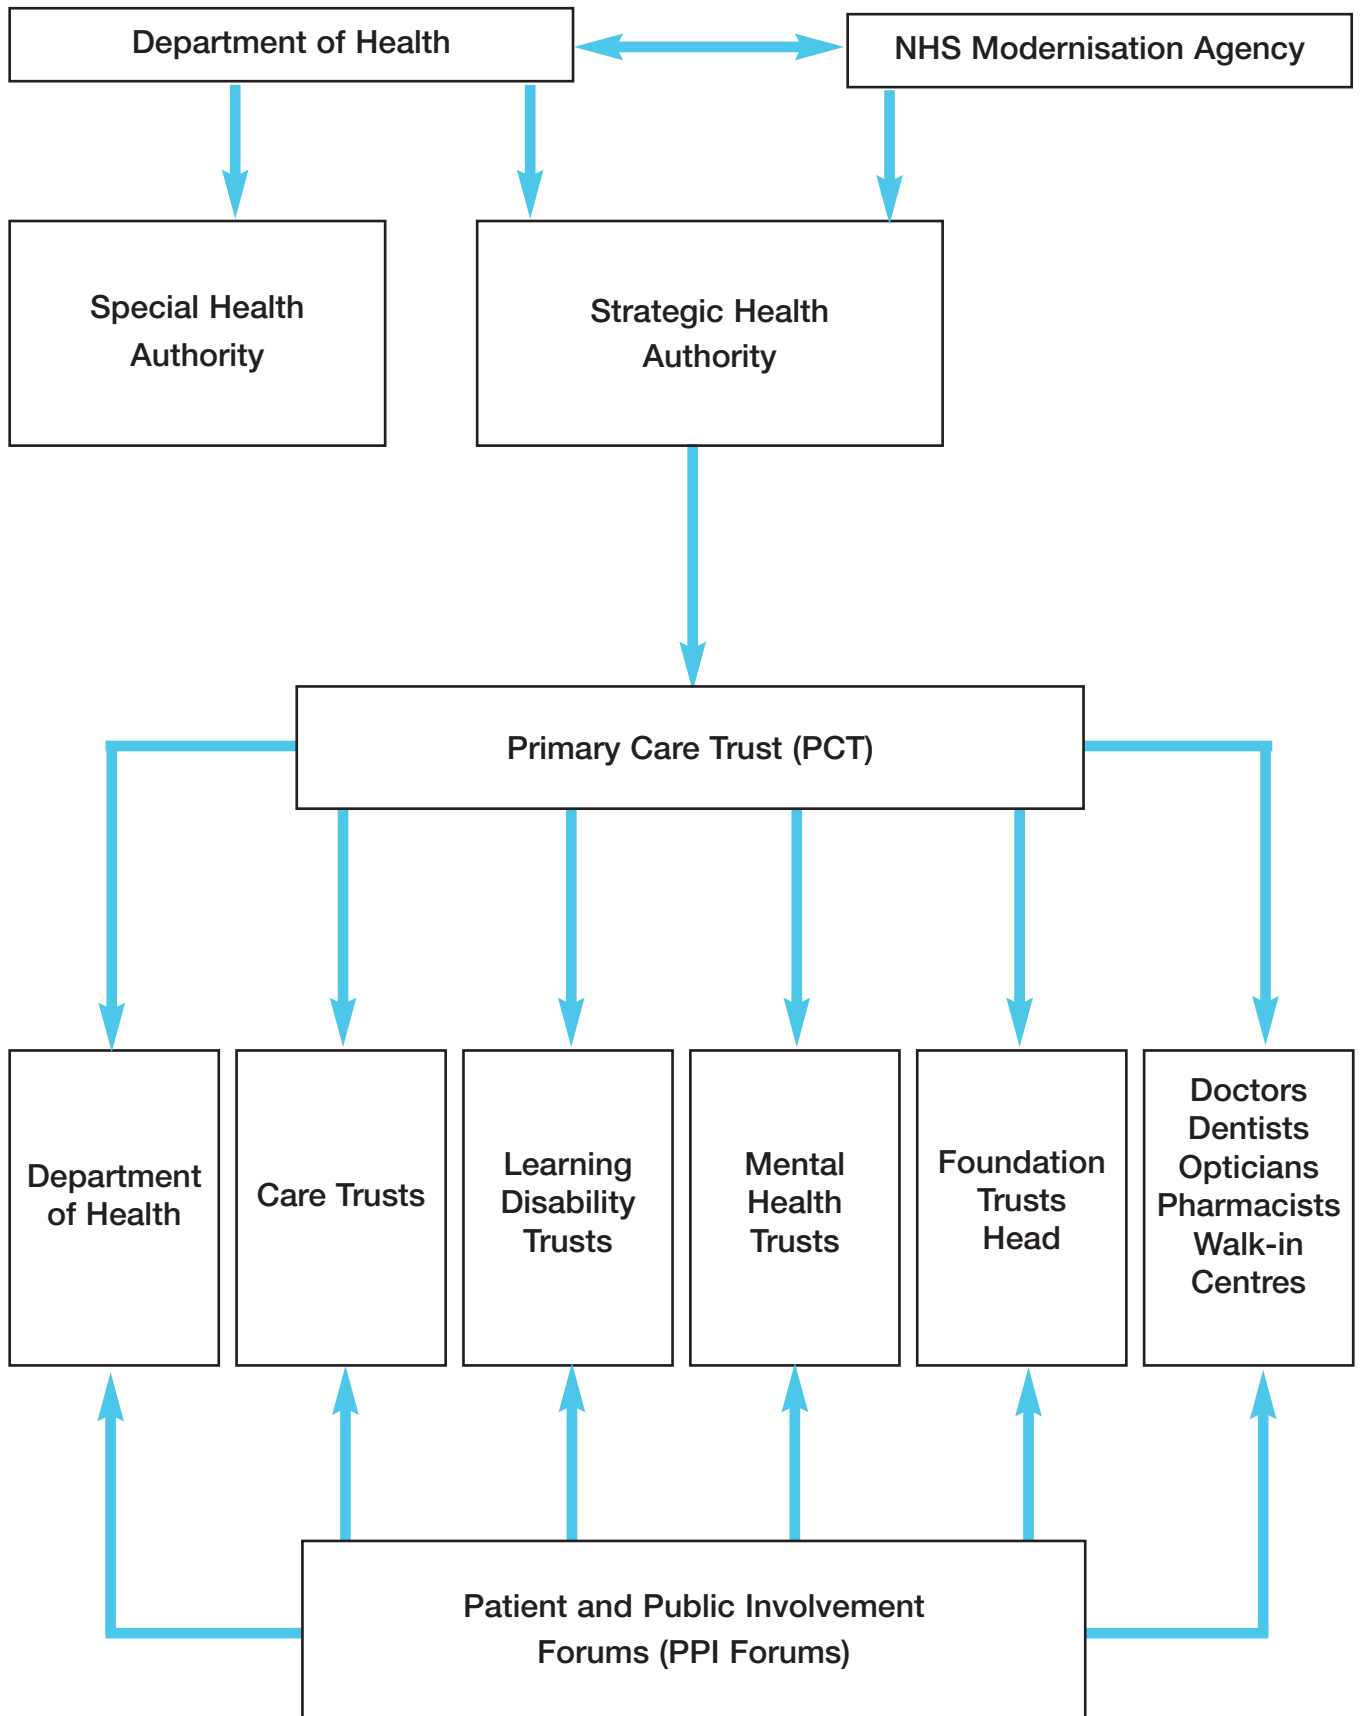 Department of Health
NHS Modernisation Agency
Special Health
Authority
Strategic Health
Authority
Primary Care Trust (PCT)
Department
of Health
Care Trusts
Learning
Disability
Trusts
Mental
Health
Trusts
Foundation
Trusts
Head
Doctors
Dentists
Opticians
Pharmacists
Walk-in
Centres
Patient and Public Involvement
Forums (PPI Forums)